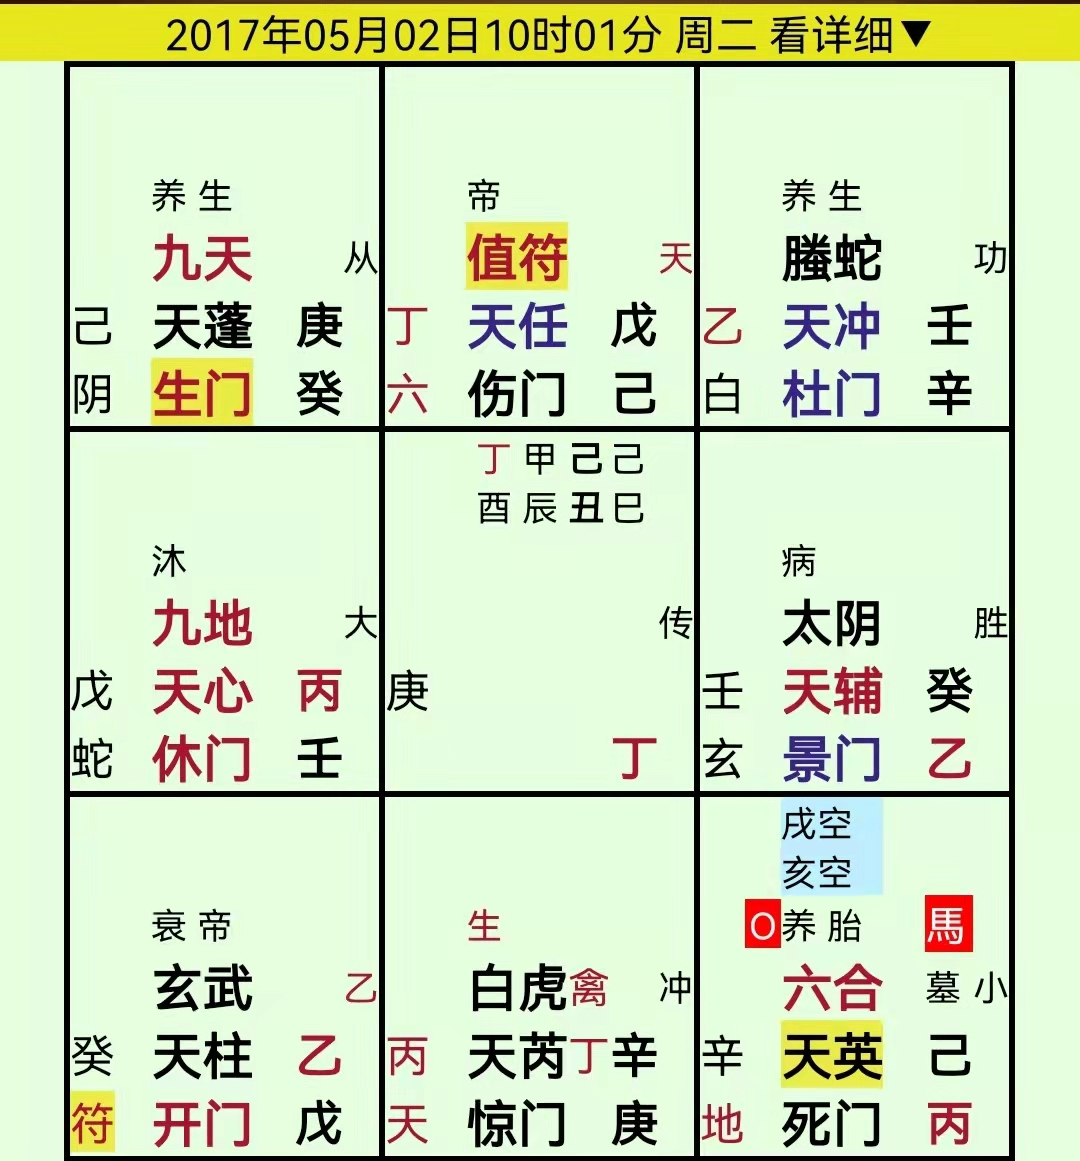 2017年05月02日10时01分 周二 看详细▼
养 生
九天 从
己 天蓬 庚
阴 生门 癸
帝
值符 天
丁 天任 戊
六 伤门 己
养 生
螣蛇 功
乙 天冲 壬
白 杜门 辛
沐
九地 大
戊 天心 丙
蛇 休门 壬
丁 甲 己 己
酉 辰 丑 巳
传
庚
丁
病
太阴 胜
壬 天辅 癸
玄 景门 乙
衰 帝
玄武 乙
癸 天柱 乙
符 开门 戊
生
白虎禽 冲
丙 天芮丁辛
天 惊门 庚
戌空
亥空
O养 胎 馬
六合 墓 小
辛 天英 己
地 死门 丙